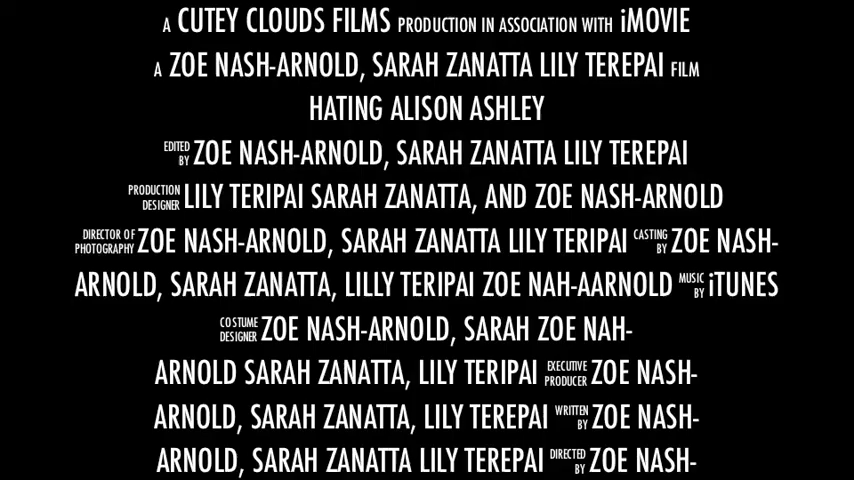 A CUTEY CLOUDS FILMS PRODUCTION IN ASSOCIATION WITH iMOVIE
A ZOE NASH-ARNOLD, SARAH ZANATTA LILY TEREPAI FILM
HATING ALISON ASHLEY
EDITED BY ZOE NASH-ARNOLD, SARAH ZANATTA LILY TEREPAI
PRODUCTION DESIGNER LILY TERIPAI SARAH ZANATTA, AND ZOE NASH-ARNOLD
DIRECTOR OF PHOTOGRAPHY ZOE NASH-ARNOLD, SARAH ZANATTA LILY TERIPAI CASTING BY ZOE NASH-
ARNOLD, SARAH ZANATTA, LILLY TERIPAI ZOE NAH-AARNOLD MUSIC BY iTUNES
COSTUME DESIGNER ZOE NASH-ARNOLD, SARAH ZOE NAH-
ARNOLD SARAH ZANATTA, LILY TERIPAI EXECUTIVE PRODUCER ZOE NASH-
ARNOLD, SARAH ZANATTA, LILY TEREPAI WRITTEN BY ZOE NASH-
ARNOLD, SARAH ZANATTA LILY TEREPAI DIRECTED BY ZOE NASH-